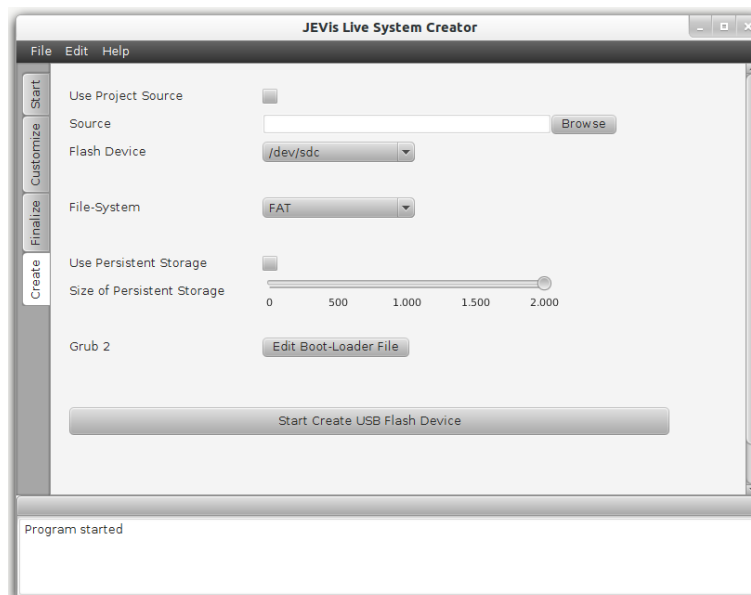 JEVis Live System Creator
File Edit Help
Start
Customize
Finalize
Create
Use Project Source
Source Browse
Flash Device /dev/sdc
File-System FAT
Use Persistent Storage
Size of Persistent Storage
0 500 1.000 1.500 2.000
Grub 2 Edit Boot-Loader File
Start Create USB Flash Device
Program started